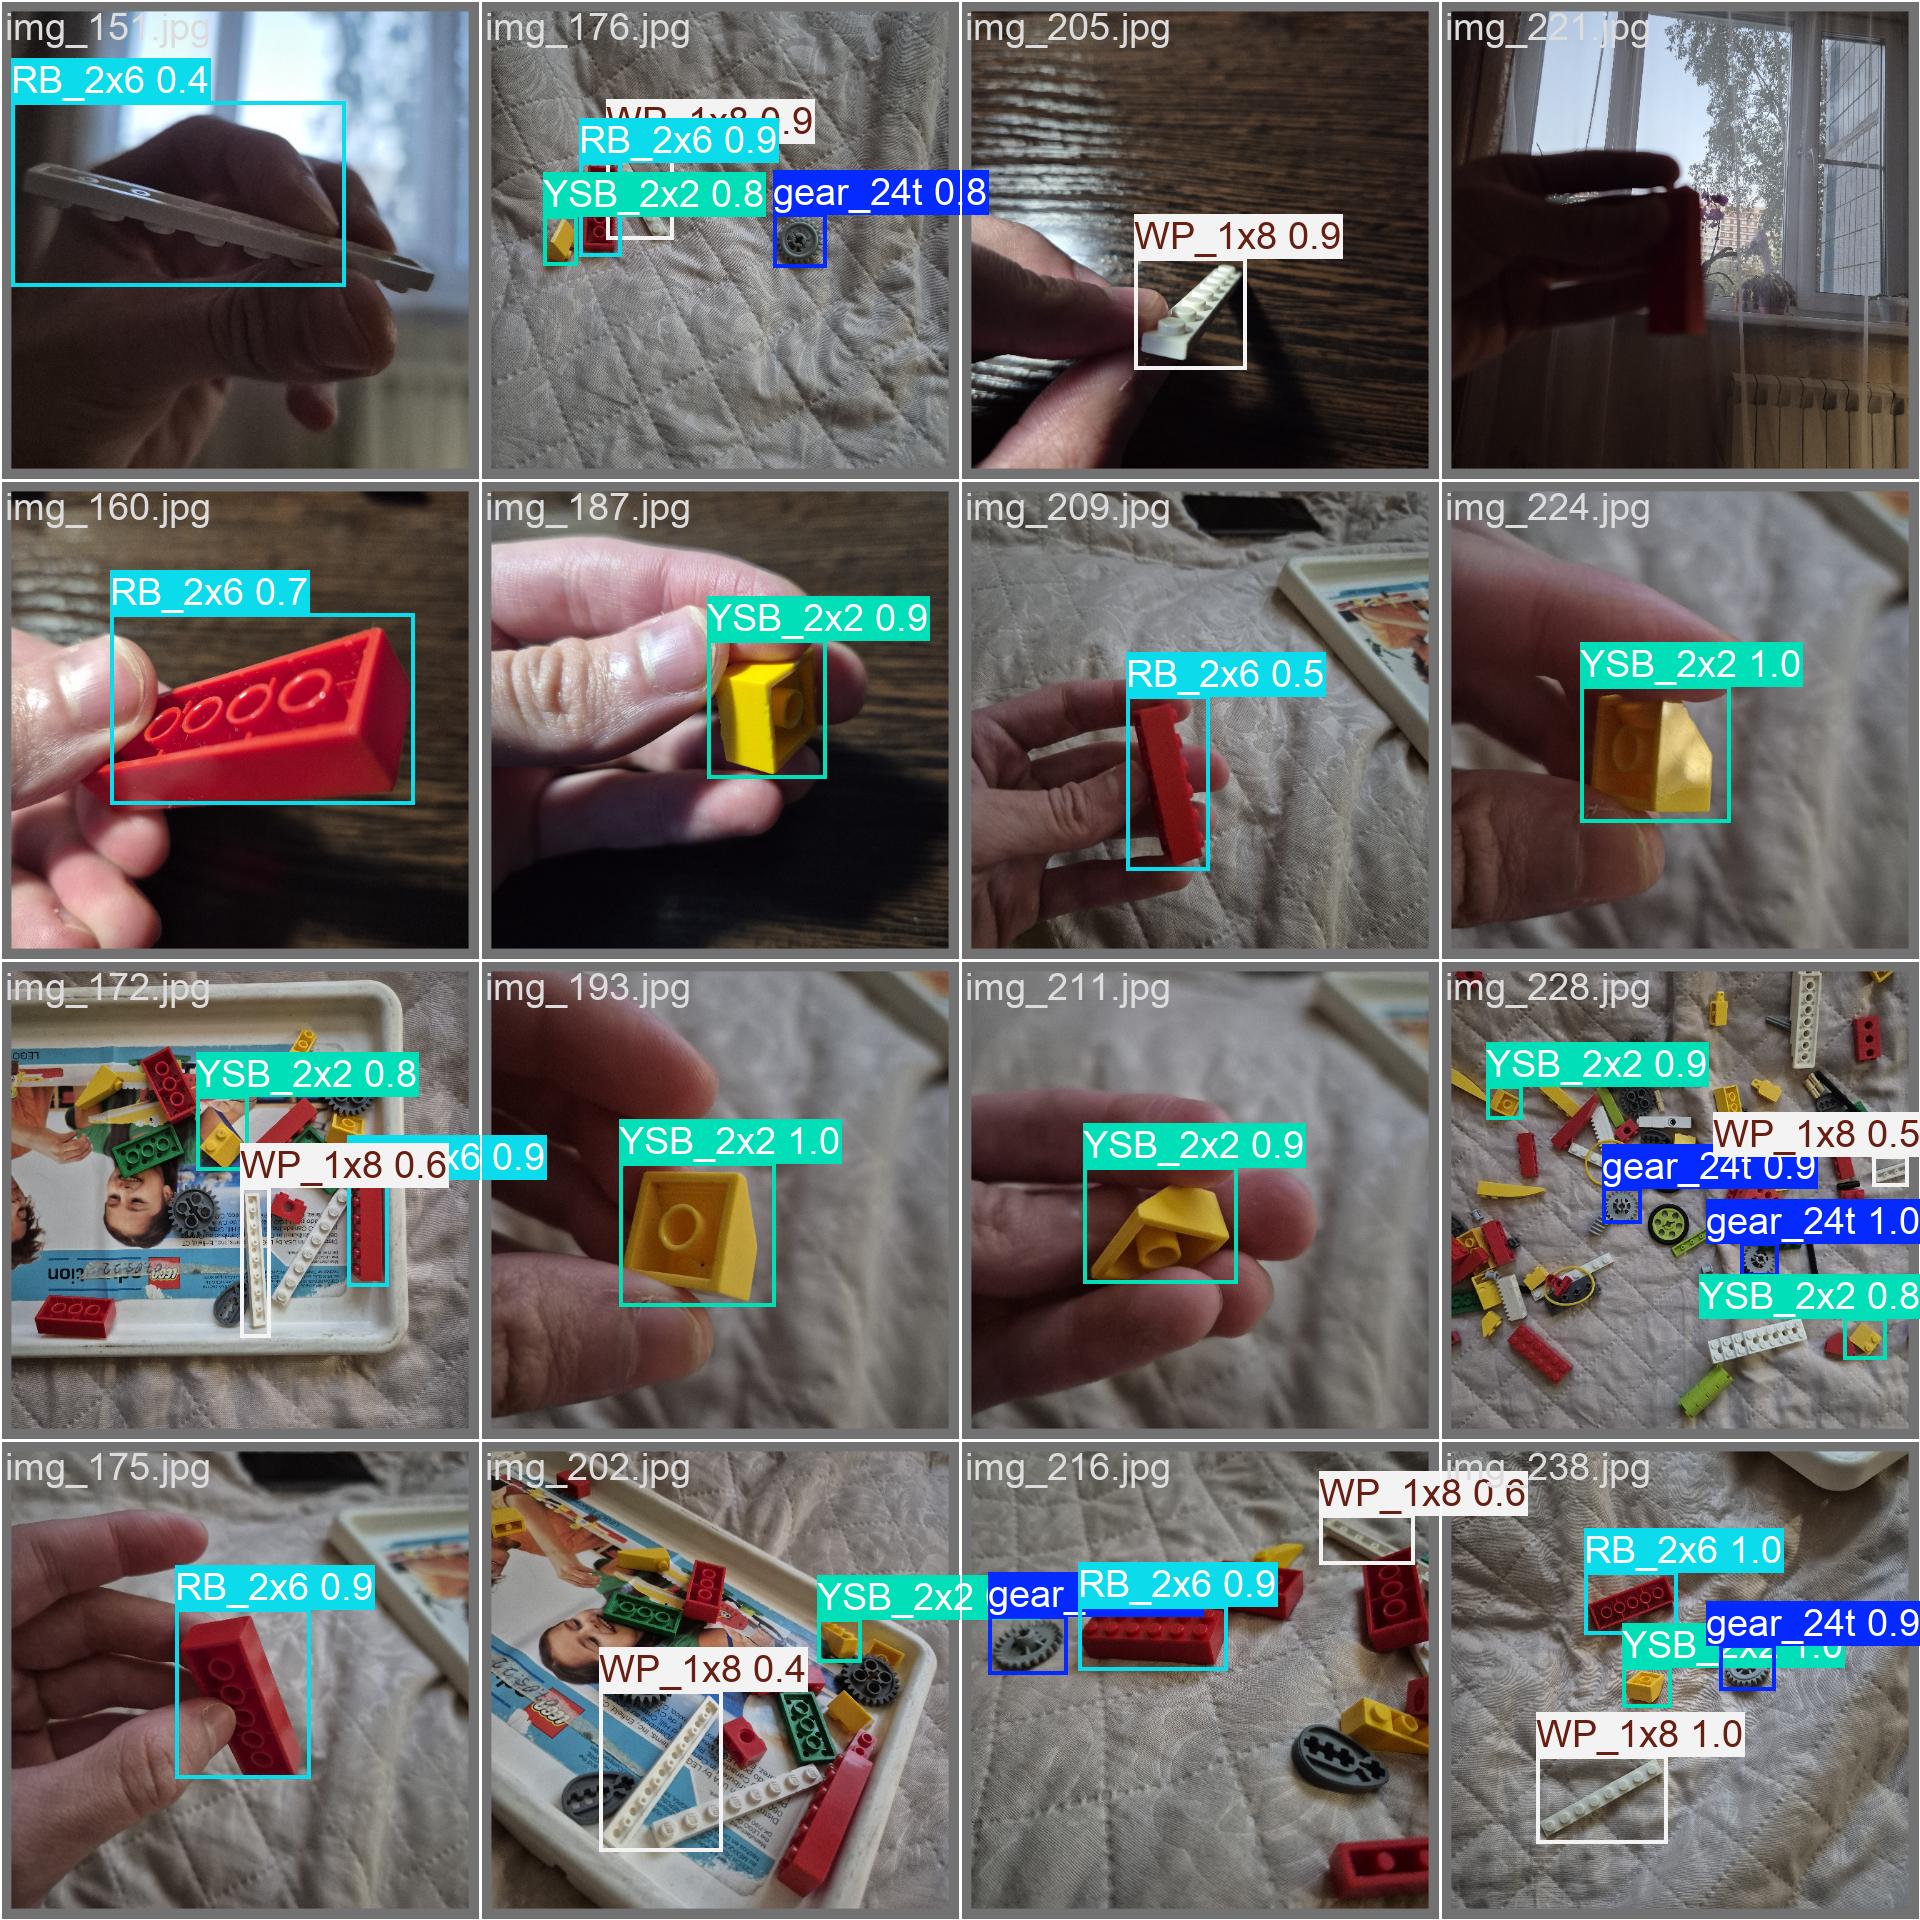 img_151.jpg
RB_2x6 0.4
img_176.jpg
WP_1x8 0.9
RB_2x6 0.9
YSB_2x2 0.8
gear_24t 0.8
img_205.jpg
WP_1x8 0.9
img_221.jpg
img_160.jpg
RB_2x6 0.7
img_187.jpg
YSB_2x2 0.9
img_209.jpg
RB_2x6 0.5
img_224.jpg
YSB_2x2 1.0
img_172.jpg
YSB_2x2 0.8
WP_1x8 0.6
x6 0.9
LEGO
img_193.jpg
YSB_2x2 1.0
img_211.jpg
YSB_2x2 0.9
img_228.jpg
YSB_2x2 0.9
WP_1x8 0.5
gear_24t 0.9
gear_24t 1.0
YSB_2x2 0.8
img_175.jpg
RB_2x6 0.9
img_202.jpg
YSB_2x2
WP_1x8 0.4
img_216.jpg
WP_1x8 0.6
gear_
RB_2x6 0.9
img_238.jpg
RB_2x6 1.0
gear_24t 0.9
YSB_2x2 1.0
WP_1x8 1.0